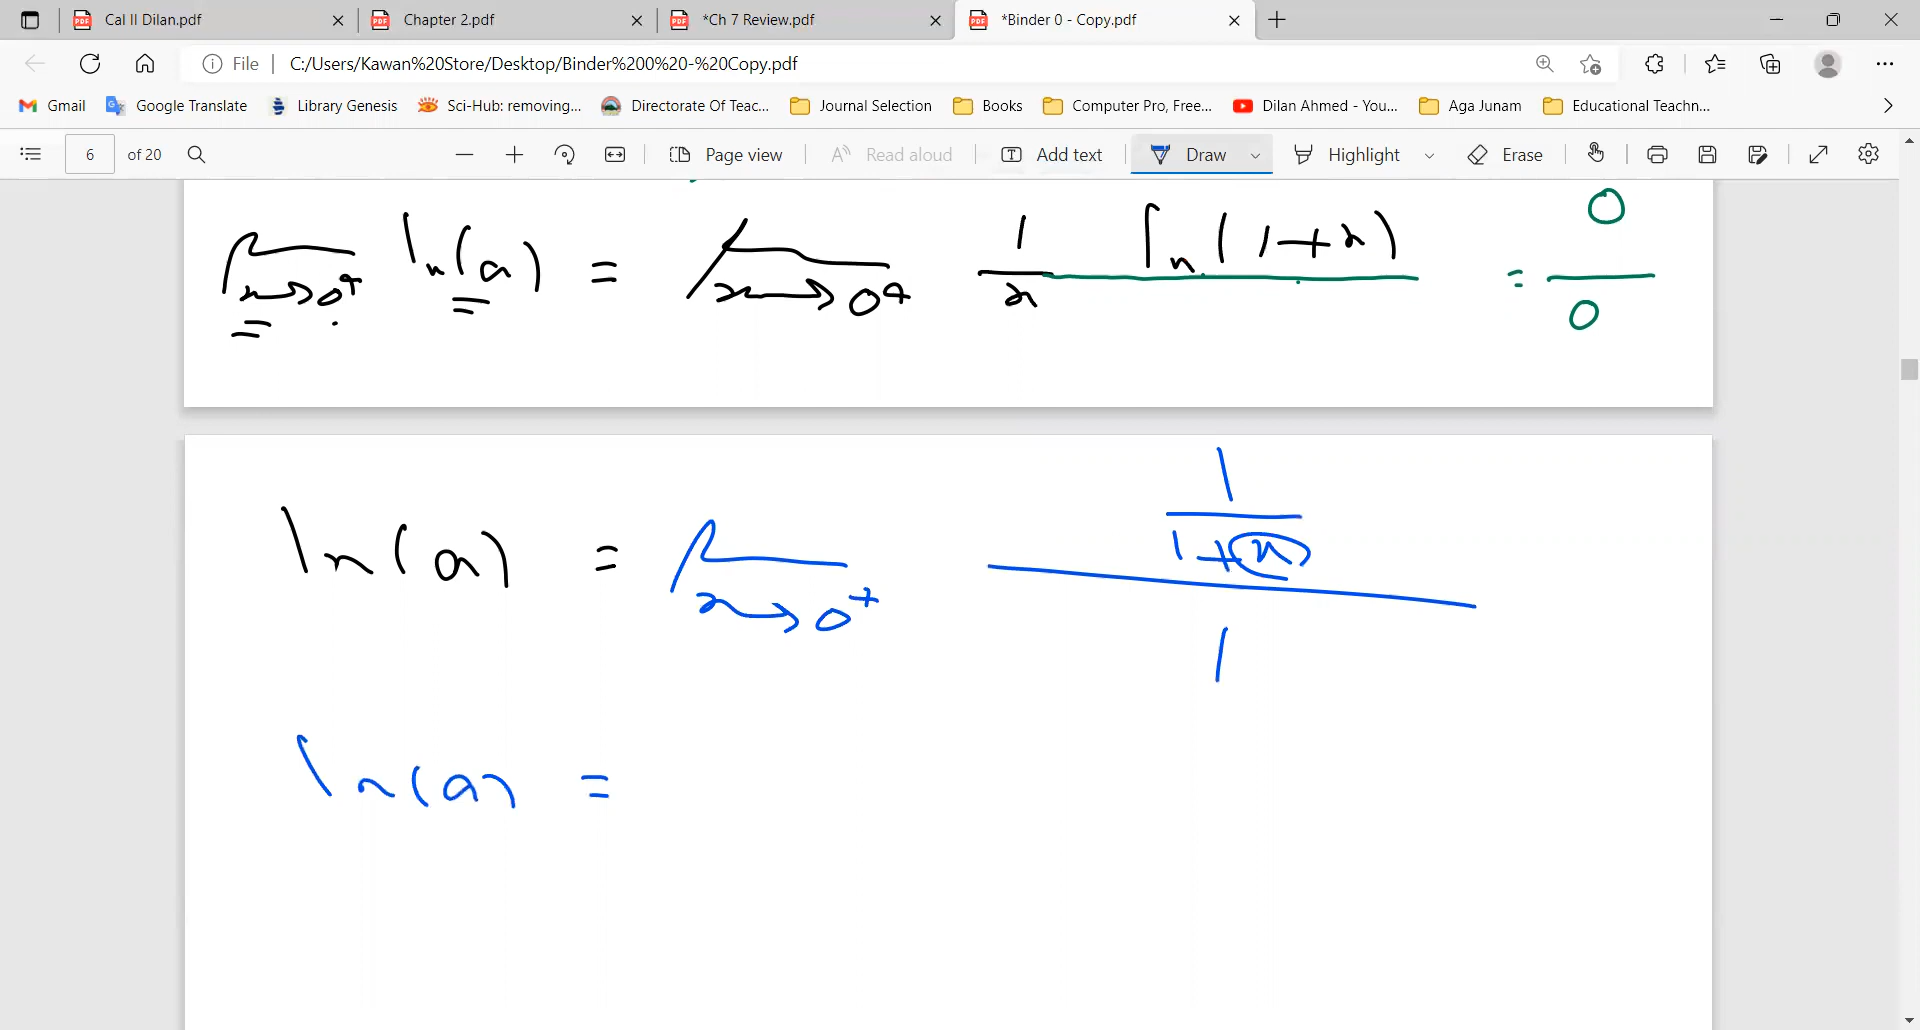 Cal II Dilan.pdf
Chapter 2.pdf
*Ch 7 Review.pdf
*Binder 0 - Copy.pdf
File
C:/Users/Kawan%20Store/Desktop/Binder%200%20-%20Copy.pdf
Gmail
Google Translate
Library Genesis
Sci-Hub: removing...
Directorate Of Teac...
Journal Selection
Books
Computer Pro, Free...
Dilan Ahmed - You...
Aga Junam
Educational Teachn...
6 of 20
Page view
Read aloud
Add text
Draw
Highlight
Erase
lim x→0⁺ ln(a) = lim x→0⁺ 1/x ln(1+x) = 0/0
ln(a) = lim x→0⁺ (1/(1+x))/1
ln(a) =